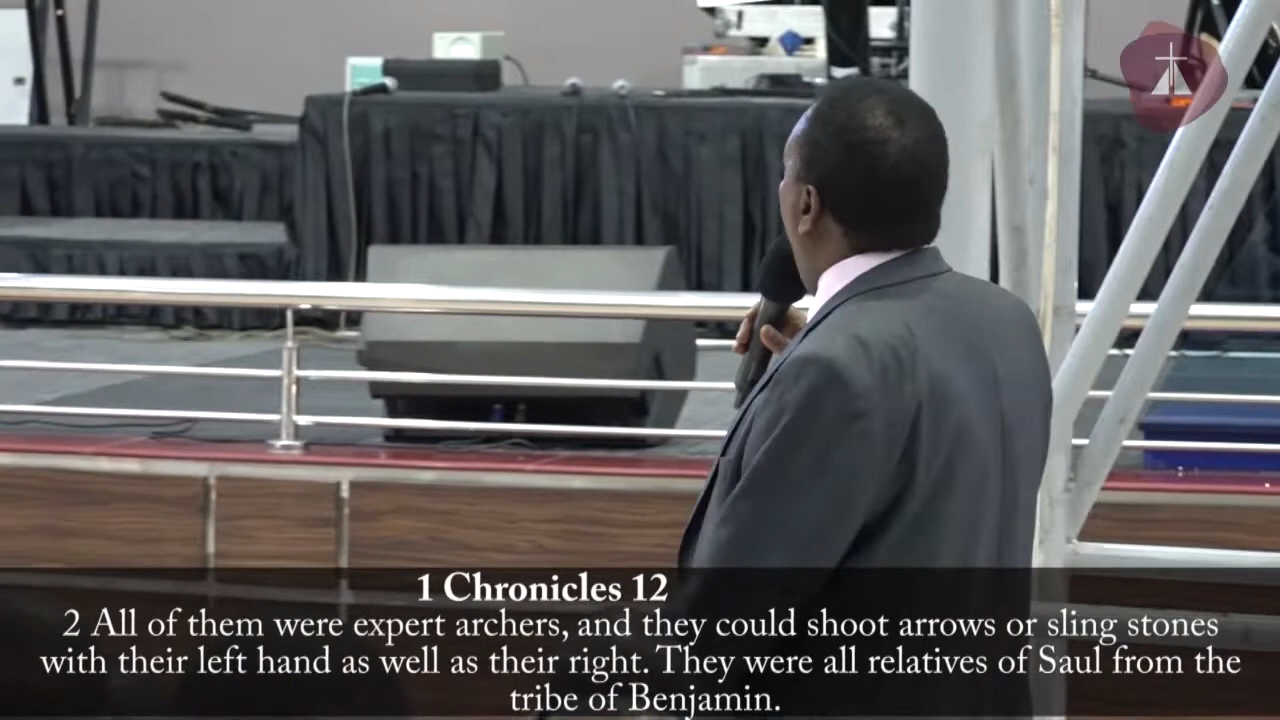 1 Chronicles 12
2 All of them were expert archers, and they could shoot arrows or sling stones
with their left hand as well as their right. They were all relatives of Saul from the
tribe of Benjamin.